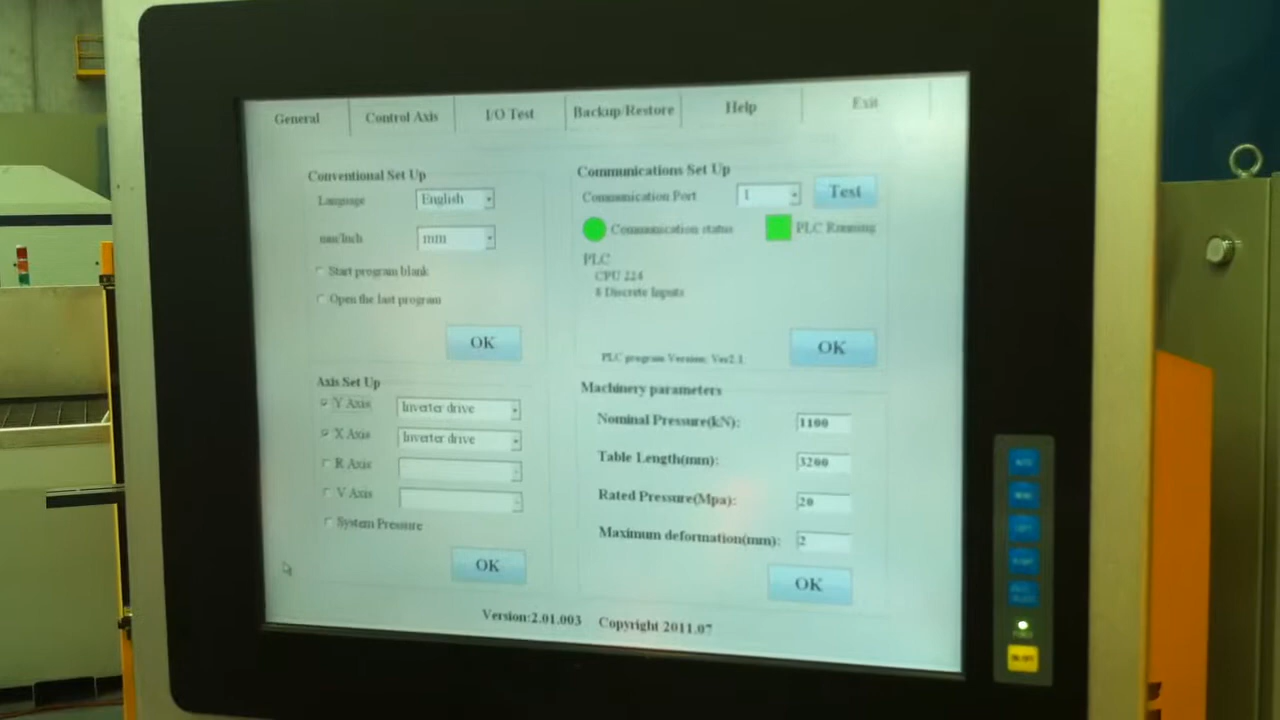 General Control Axis I/O Test Backup/Restore Help Exit
Conventional Set Up
Language English
mm/Inch mm
Start program blank
Open the last program
OK
Communications Set Up
Communication Port 1 Test
Communication status PLC Running
PLC
CPU 224
8 Discrete Inputs
PLC program Version: Ver2.1
OK
Axis Set Up
Y Axis Inverter drive
X Axis Inverter drive
R Axis
V Axis
System Pressure
OK
Machinery parameters
Nominal Pressure(kN): 1100
Table Length(mm): 3200
Rated Pressure(Mpa): 20
Maximum deformation(mm): 2
OK
Version:2.01.003 Copyright 2011.07